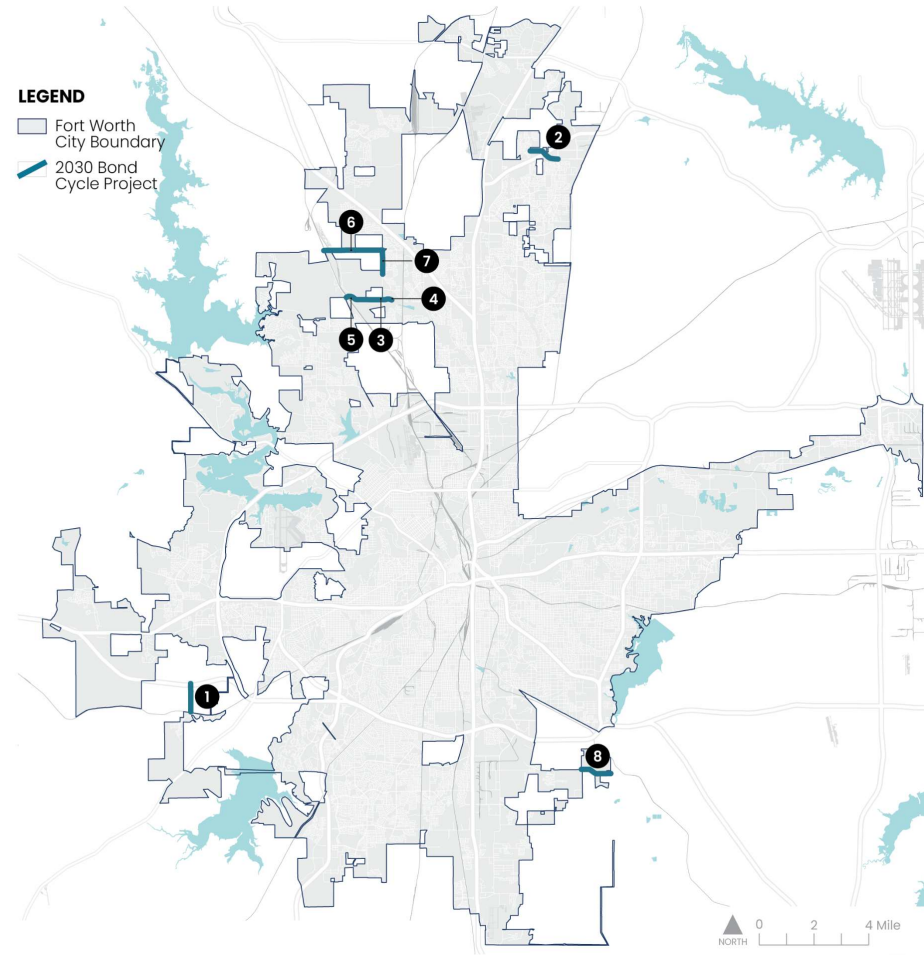 LEGEND
Fort Worth
City Boundary
2030 Bond
Cycle Project
2
6
7
4
5
3
1
8
NORTH
0 2 4 Mile